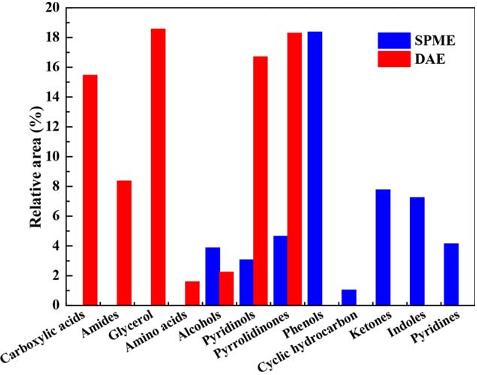 20
18
16
14
12
10
8
6
4
2
0
Relative area (%)
SPME
DAE
Carboxylic acids
Amides
Glycerol
Amino acids
Alcohols
Pyridinols
Pyrrolidinones
Phenols
Cyclic hydrocarbon
Ketones
Indoles
Pyridines